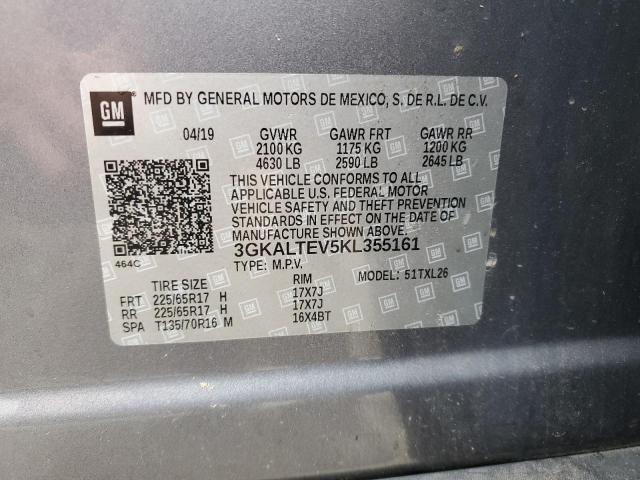 GM MFD BY GENERAL MOTORS DE MEXICO, S. DE R.L. DE C.V.
04/19 GVWR GAWR FRT GAWR RR
2100 KG 1175 KG 1200 KG
4630 LB 2590 LB 2645 LB
THIS VEHICLE CONFORMS TO ALL
APPLICABLE U.S. FEDERAL MOTOR
VEHICLE SAFETY AND THEFT PREVENTION
STANDARDS IN EFFECT ON THE DATE OF
MANUFACTURE SHOWN ABOVE.
3GKALTEV5KL355161
464C TYPE: M.P.V. MODEL: 51TXL26
TIRE SIZE RIM
FRT 225/65R17 H 17X7J
RR 225/65R17 H 17X7J
SPA T135/70R16 M 16X4BT